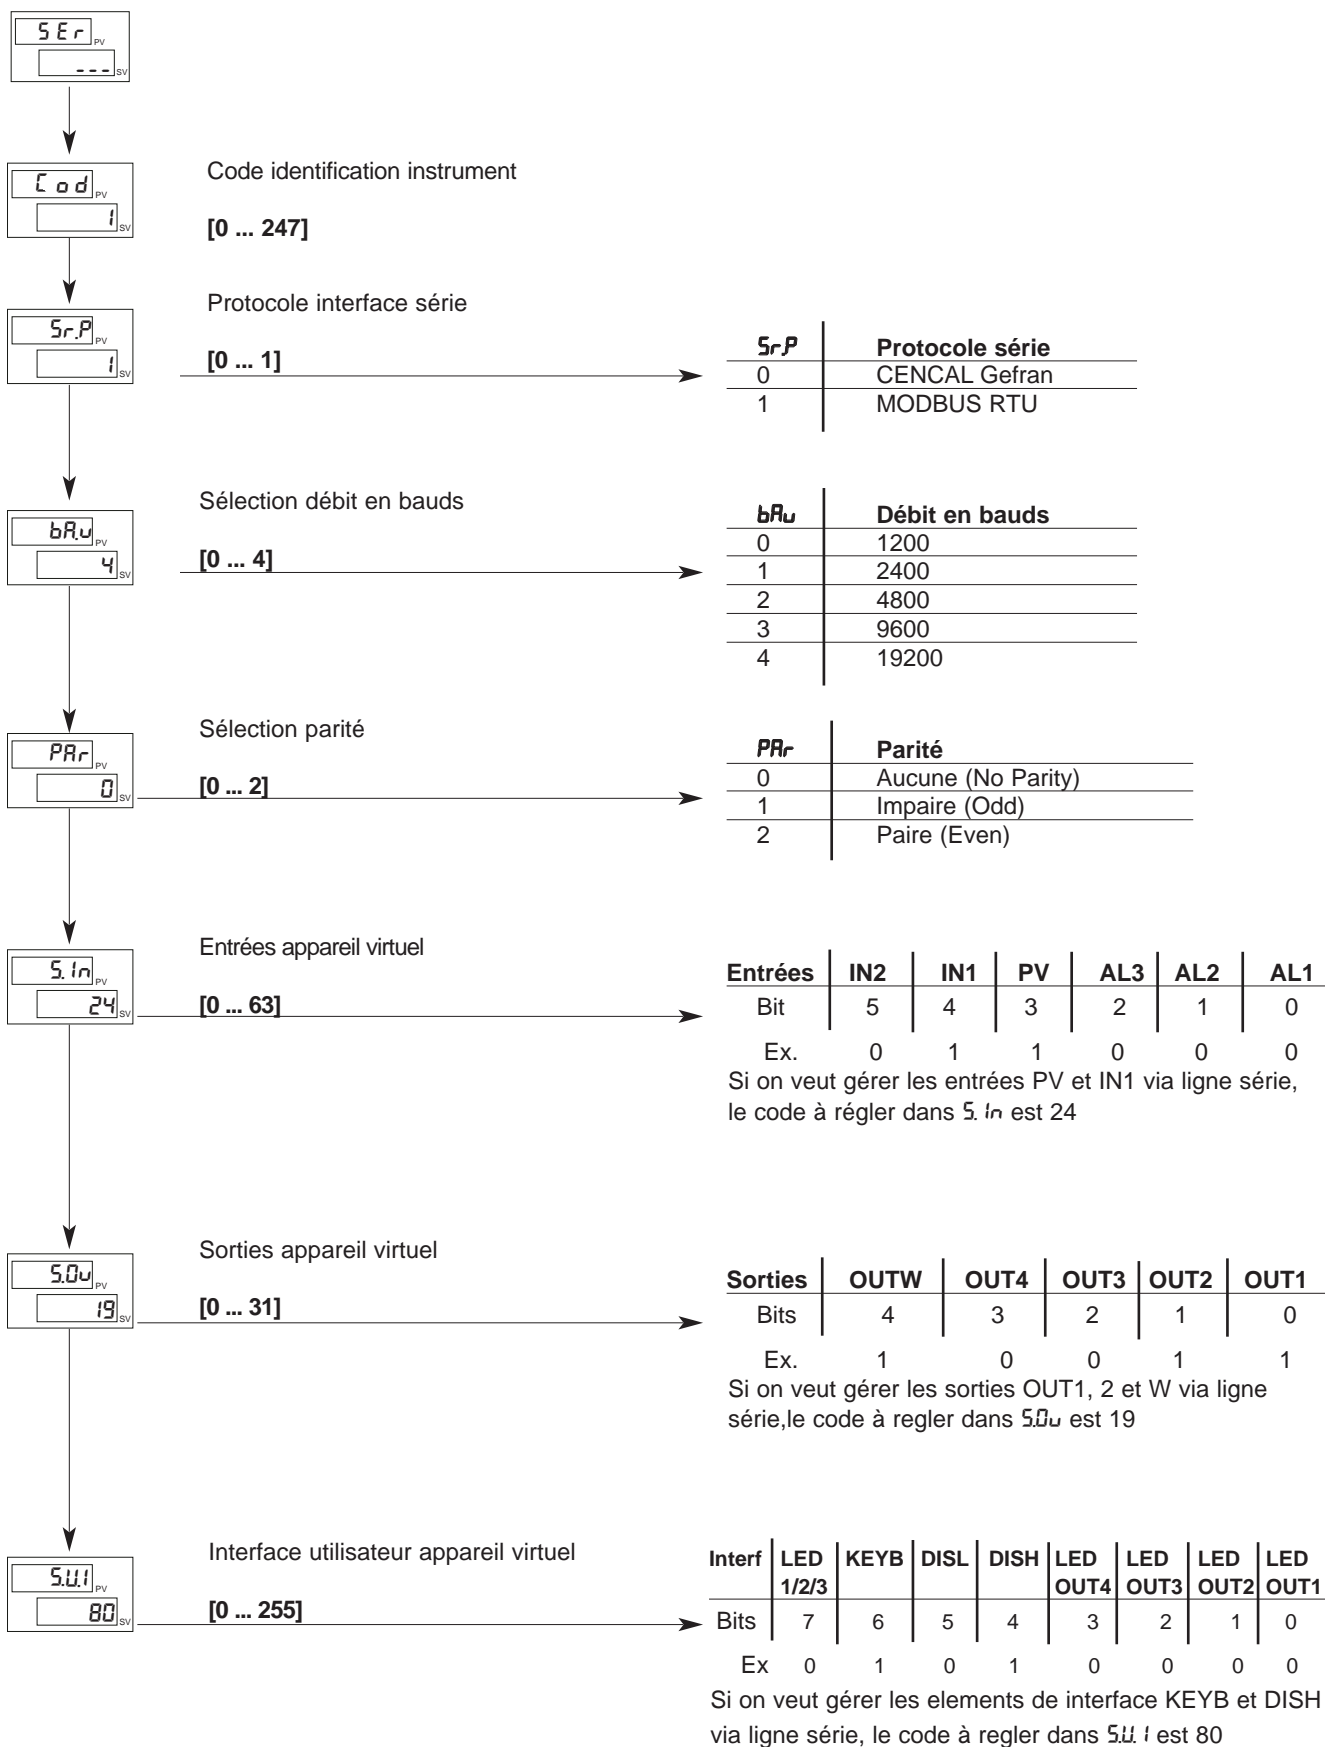 SEr PV
--- SV
Cod PV
1 SV
Code identification instrument
[0 ... 247]
Sr.P PV
1 SV
Protocole interface série
[0 ... 1]
Sr.P Protocole série
0 CENCAL Gefran
1 MODBUS RTU
bA.u PV
4 SV
Sélection débit en bauds
[0 ... 4]
bAu Débit en bauds
0 1200
1 2400
2 4800
3 9600
4 19200
PAr PV
0 SV
Sélection parité
[0 ... 2]
PAr Parité
0 Aucune (No Parity)
1 Impaire (Odd)
2 Paire (Even)
S.In PV
24 SV
Entrées appareil virtuel
[0 ... 63]
Entrées IN2 IN1 PV AL3 AL2 AL1
Bit 5 4 3 2 1 0
Ex. 0 1 1 0 0 0
Si on veut gérer les entrées PV et IN1 via ligne série,
le code à régler dans S.In est 24
S.Ou PV
19 SV
Sorties appareil virtuel
[0 ... 31]
Sorties OUTW OUT4 OUT3 OUT2 OUT1
Bits 4 3 2 1 0
Ex. 1 0 0 1 1
Si on veut gérer les sorties OUT1, 2 et W via ligne
série,le code à regler dans S.Ou est 19
S.U.I PV
80 SV
Interface utilisateur appareil virtuel
[0 ... 255]
Interf LED KEYB DISL DISH LED LED LED LED
1/2/3 OUT4 OUT3 OUT2 OUT1
Bits 7 6 5 4 3 2 1 0
Ex 0 1 0 1 0 0 0 0
Si on veut gérer les elements de interface KEYB et DISH
via ligne série, le code à regler dans S.U.I est 80